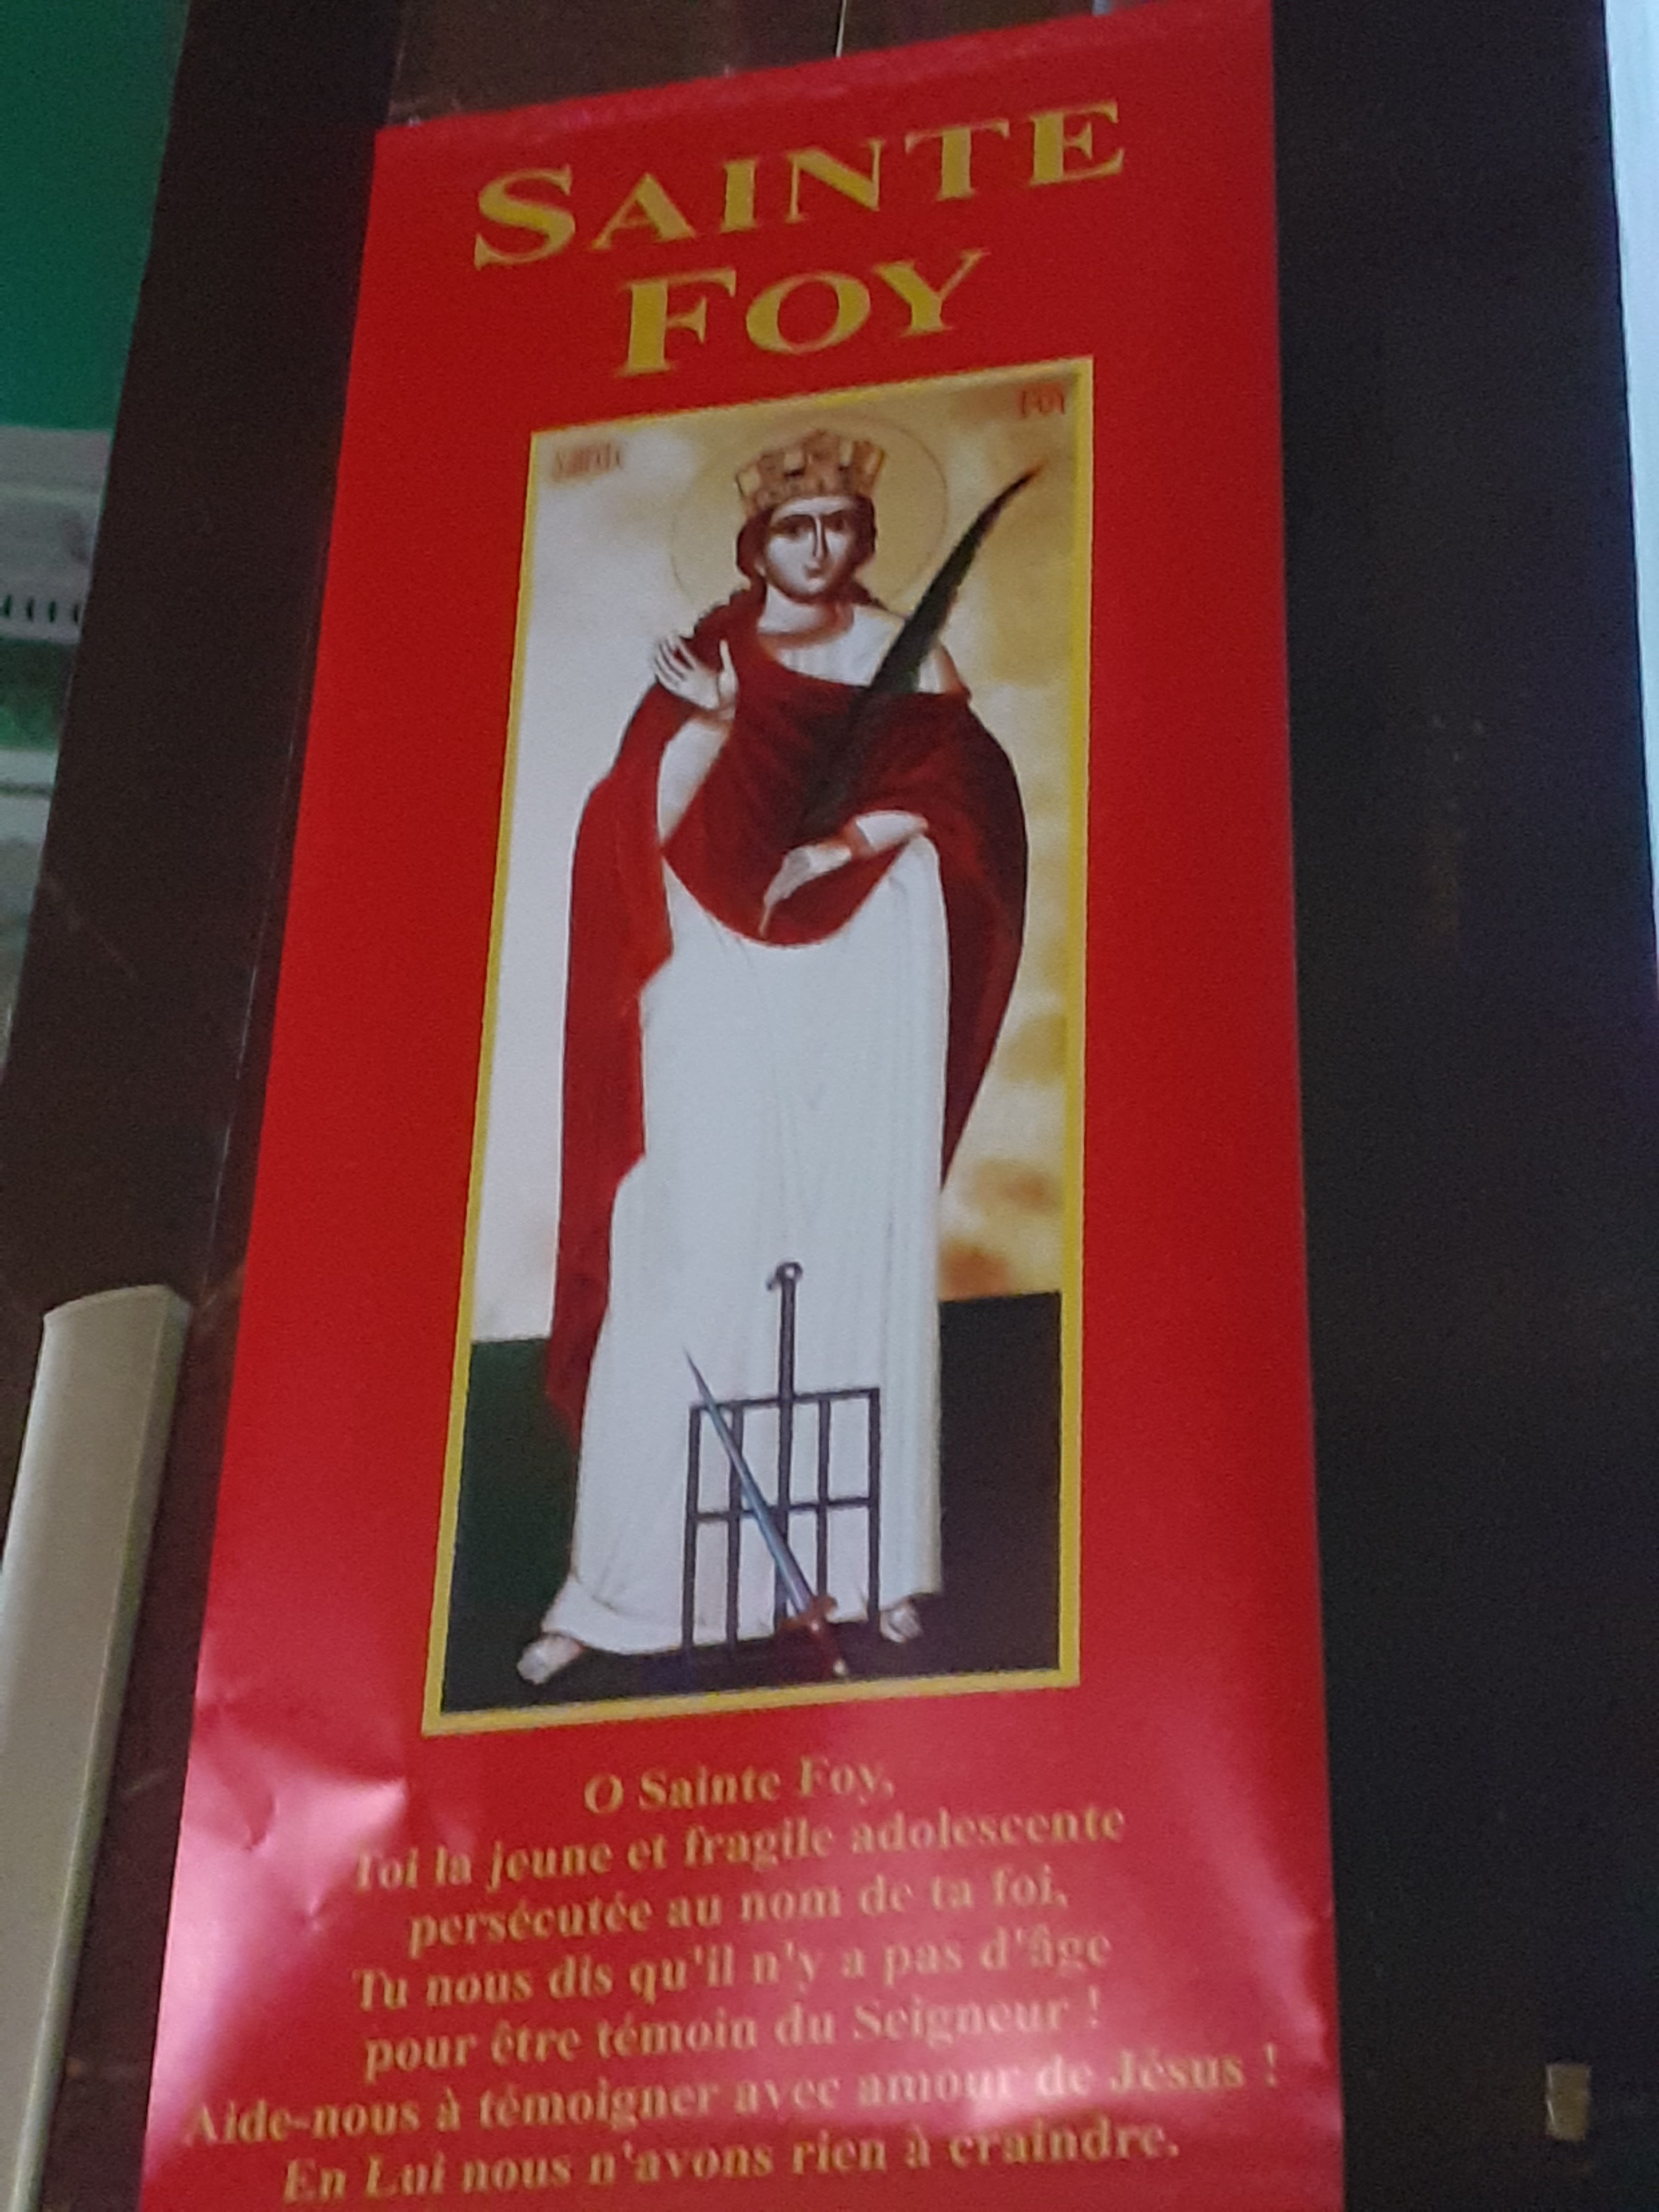 SAINTE
FOY
Sainte FOY
O Sainte Foy,
Toi la jeune et fragile adolescente
persécutée au nom de ta foi,
Tu nous dis qu'il n'y a pas d'âge
pour être témoin du Seigneur !
Aide-nous à témoigner avec amour de Jésus !
En Lui nous n'avons rien à craindre.